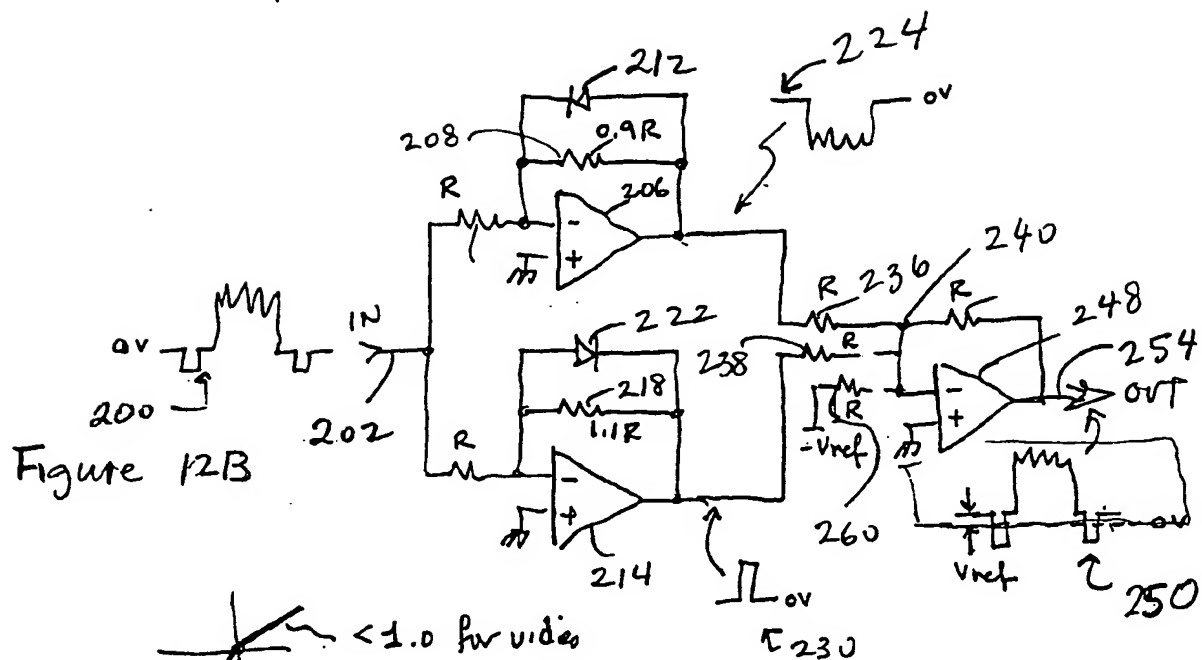 224
212
0V
208
0.9R
R
206
-
+
240
236
R
R
248
IN
222
R
254
0V
238
-
OUT
200
218
+
202
1.1R
R
-Vref
Figure 12B
R
-
+
260
0V
214
Vref
250
0V
<1.0 for video
230